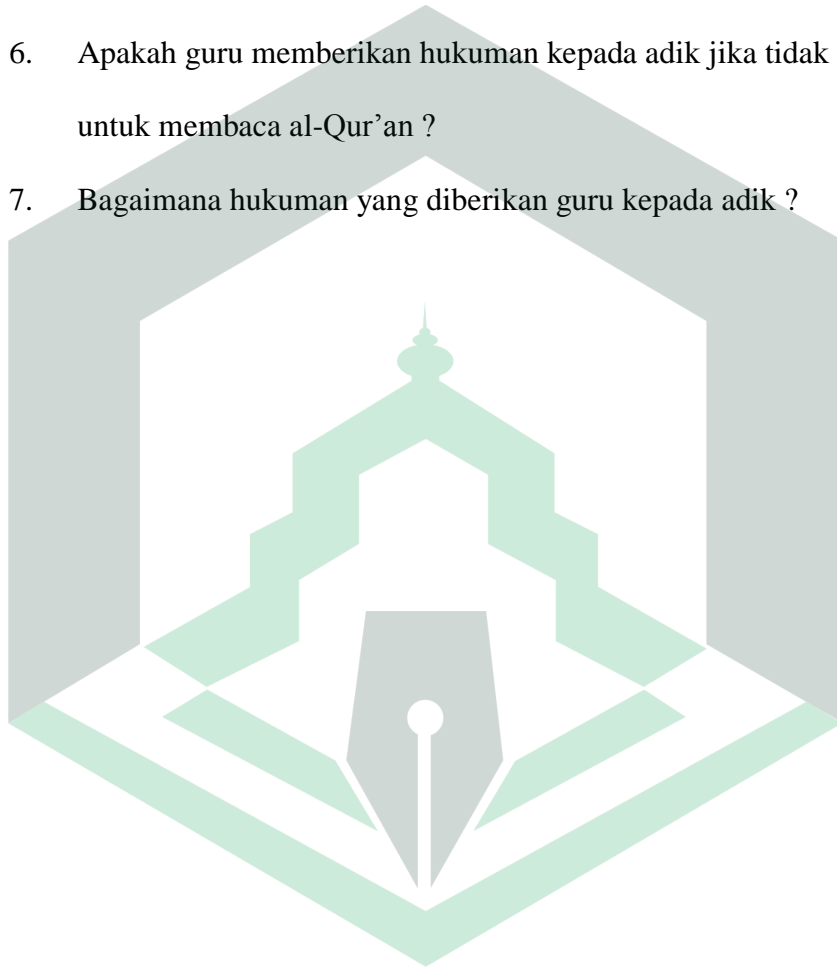 6. Apakah guru memberikan hukuman kepada adik jika tidak
untuk membaca al-Qur’an ?
7. Bagaimana hukuman yang diberikan guru kepada adik ?